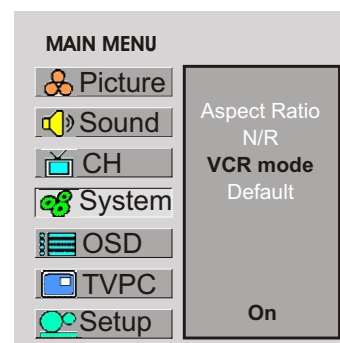 MAIN MENU
Picture
Sound
CH
System
OSD
TVPC
Setup
Aspect Ratio
N/R
VCR mode
Default
On